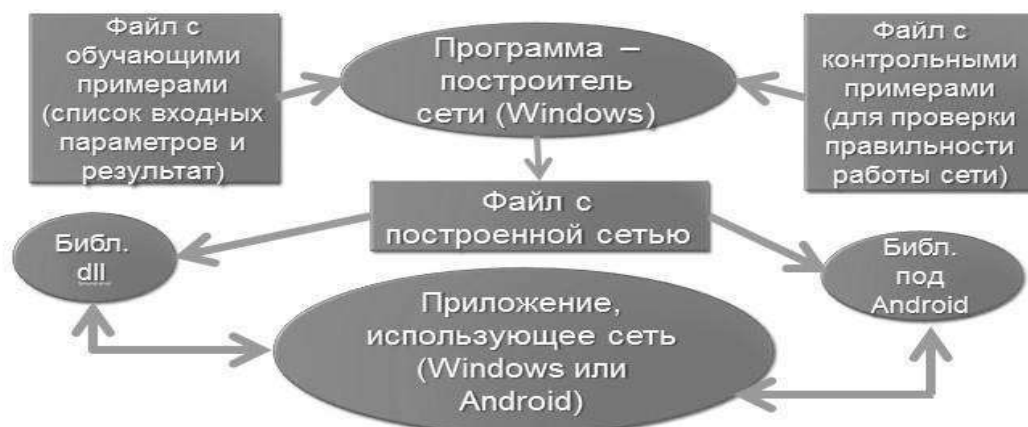 Файл с
обучающими
примерами
(список входных
параметров и
результат)
Программа –
построитель
сети (Windows)
Файл с
контрольными
примерами
(для проверки
правильности
работы сети)
Файл с
построенной сетью
Библ.
dll
Библ.
под
Android
Приложение,
использующее сеть
(Windows или
Android)